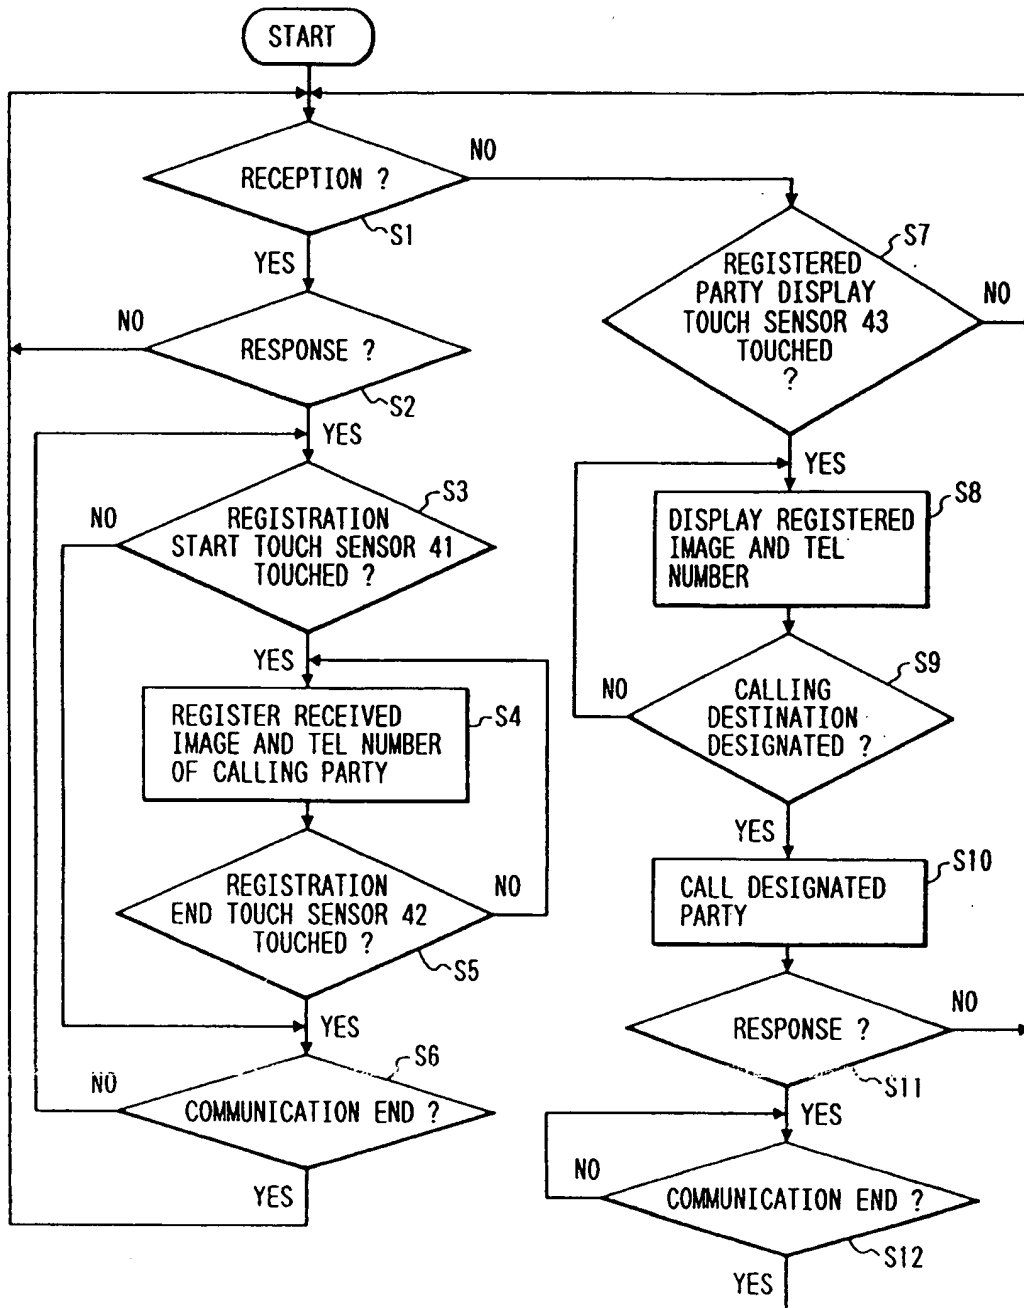 START
RECEPTION ?
NO
S1
YES
NO
RESPONSE ?
S2
YES
S3
NO
REGISTRATION
START TOUCH SENSOR 41
TOUCHED ?
YES
S4
REGISTER RECEIVED
IMAGE AND TEL NUMBER
OF CALLING PARTY
REGISTRATION
END TOUCH SENSOR 42
TOUCHED ?
NO
S5
YES
S6
NO
COMMUNICATION END ?
YES
S7
REGISTERED
PARTY DISPLAY
TOUCH SENSOR 43
TOUCHED
?
NO
YES
S8
DISPLAY REGISTERED
IMAGE AND TEL
NUMBER
S9
NO
CALLING
DESTINATION
DESIGNATED ?
YES
S10
CALL DESIGNATED
PARTY
NO
RESPONSE ?
S11
YES
NO
COMMUNICATION END ?
S12
YES